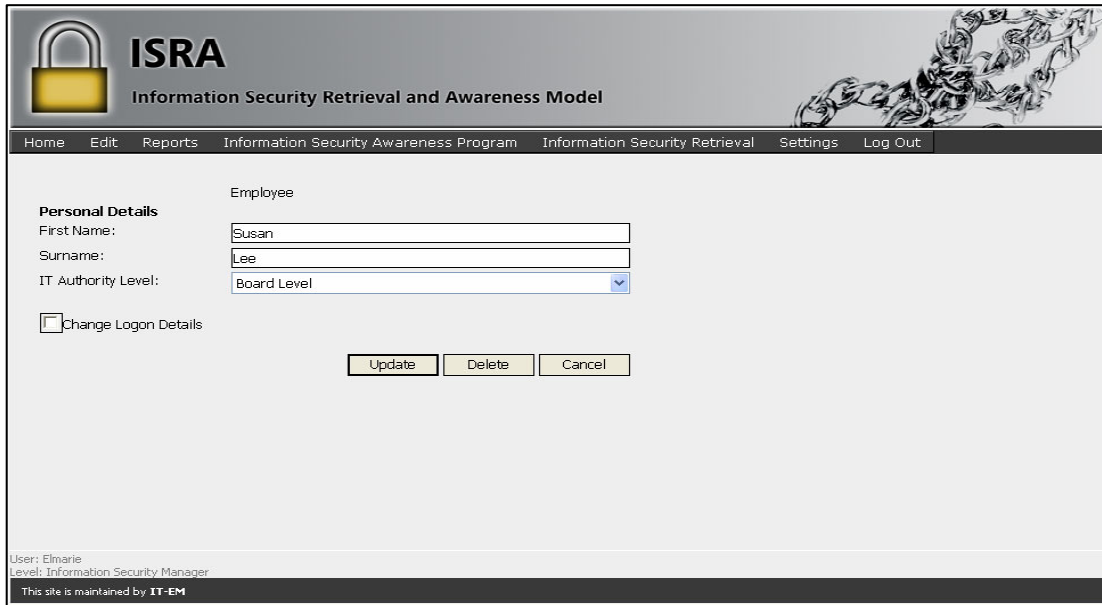 ISRA
Information Security Retrieval and Awareness Model
Home Edit Reports Information Security Awareness Program Information Security Retrieval Settings Log Out
Employee
Personal Details
First Name: Susan
Surname: Lee
IT Authority Level: Board Level
Change Logon Details
Update Delete Cancel
User: Elmarie
Level: Information Security Manager
This site is maintained by IT-EM